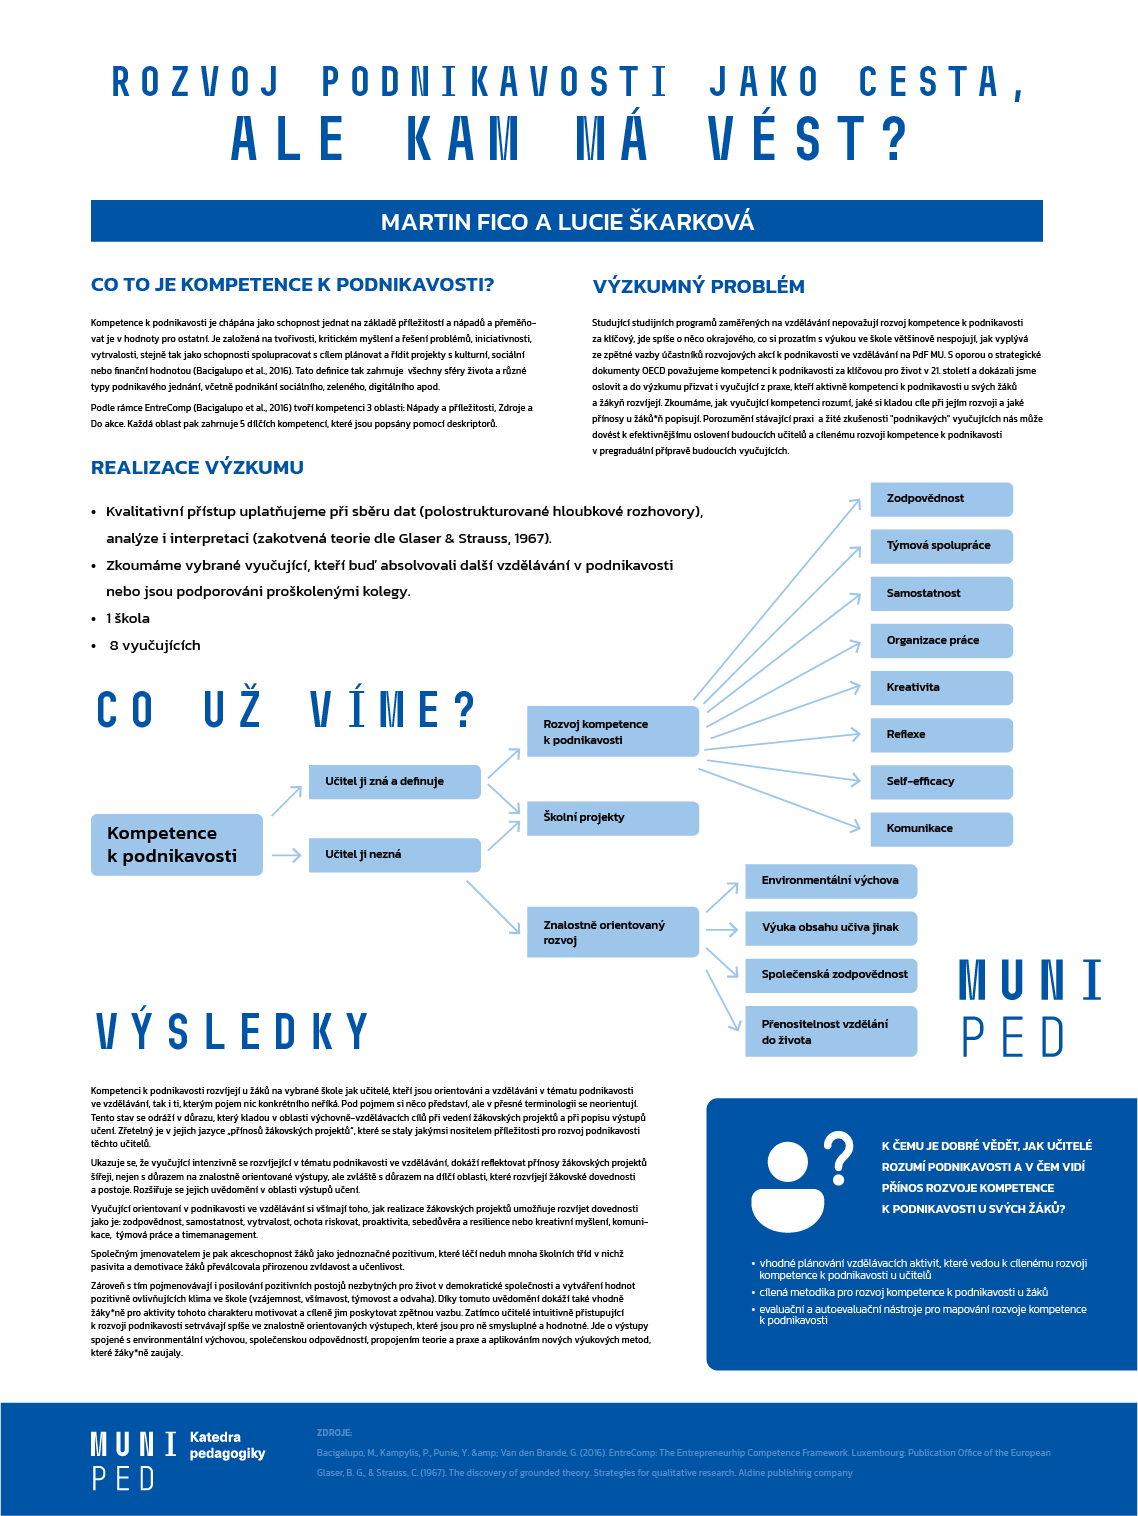 ROZVOJ PODNIKAVOSTI JAKO CESTA,
ALE KAM MÁ VÉST?
MARTIN FICO A LUCIE ŠKARKOVÁ
CO TO JE KOMPETENCE K PODNIKAVOSTI?
Kompetence k podnikavosti je chápána jako schopnost jednat na základě příležitostí a nápadů a přeměňo-
vat je v hodnoty pro ostatní. Je založená na tvořivosti, kritickém myšlení a řešení problémů, iniciativnosti,
vytrvalosti, stejně tak jako schopnosti spolupracovat s cílem plánovat a řídit projekty s kulturní, sociální
nebo finanční hodnotou (Bacigalupo et al., 2016). Tato definice tak zahrnuje všechny sféry života a různé
typy podnikavého jednání, včetně podnikání sociálního, zeleného, digitálního apod.
Podle rámce EntreComp (Bacigalupo et al., 2016) tvoří kompetenci 3 oblasti: Nápady a příležitosti, Zdroje a
Do akce. Každá oblast pak zahrnuje 5 dílčích kompetencí, které jsou popsány pomocí deskriptorů.
VÝZKUMNÝ PROBLÉM
Studující studijních programů zaměřených na vzdělávání nepovažují rozvoj kompetence k podnikavosti
za klíčový, jde spíše o něco okrajového, co si prozatím s výukou ve škole většinově nespojují, jak vyplývá
ze zpětné vazby účastníků rozvojových akcí k podnikavosti ve vzdělávání na PdF MU. S oporou o strategické
dokumenty OECD považujeme kompetenci k podnikavosti za klíčovou pro život v 21. století a dokázali jsme
oslovit a do výzkumu přizvat i vyučující z praxe, kteří aktivně kompetenci k podnikavosti u svých žáků
a žákyň rozvíjejí. Zkoumáme, jak vyučující kompetenci rozumí, jaké si kladou cíle při jejím rozvoji a jaké
přínosy u žáků*ň popisují. Porozumění stávající praxi a žité zkušenosti "podnikavých" vyučujících nás může
dovést k efektivnějšímu oslovení budoucích učitelů a cílenému rozvoji kompetence k podnikavosti
v pregraduální přípravě budoucích vyučujících.
REALIZACE VÝZKUMU
• Kvalitativní přístup uplatňujeme při sběru dat (polostrukturované hloubkové rozhovory),
analýze i interpretaci (zakotvená teorie dle Glaser & Strauss, 1967).
• Zkoumáme vybrané vyučující, kteří buď absolvovali další vzdělávání v podnikavosti
nebo jsou podporováni proškolenými kolegy.
• 1 škola
• 8 vyučujících
CO UŽ VÍME?
Kompetence
k podnikavosti
Učitel ji zná a definuje
Učitel ji nezná
Rozvoj kompetence
k podnikavosti
Školní projekty
Znalostně orientovaný
rozvoj
Zodpovědnost
Týmová spolupráce
Samostatnost
Organizace práce
Kreativita
Reflexe
Self-efficacy
Komunikace
Environmentální výchova
Výuka obsahu učiva jinak
Společenská zodpovědnost
Přenositelnost vzdělání
do života
MUNI
PED
VÝSLEDKY
Kompetenci k podnikavosti rozvíjejí u žáků na vybrané škole jak učitelé, kteří jsou orientováni a vzděláváni v tématu podnikavosti
ve vzdělávání, tak i ti, kterým pojem nic konkrétního neříká. Pod pojmem si něco představí, ale v přesné terminologii se neorientují.
Tento stav se odráží v důrazu, který kladou v oblasti výchovně-vzdělávacích cílů při vedení žákovských projektů a při popisu výstupů
učení. Zřetelný je v jejich jazyce „přínosů žákovských projektů“, které se staly jakýmsi nositelem příležitostí pro rozvoj podnikavosti
těchto učitelů.
Ukazuje se, že vyučující intenzivně se rozvíjející v tématu podnikavosti ve vzdělávání, dokáží reflektovat přínosy žákovských projektů
šířeji, nejen s důrazem na znalostně orientované výstupy, ale zvláště s důrazem na dílčí oblasti, které rozvíjejí žákovské dovednosti
a postoje. Rozšiřuje se jejich uvědomění v oblasti výstupů učení.
Vyučující orientovaní v podnikavosti ve vzdělávání si všímají toho, jak realizace žákovských projektů umožňuje rozvíjet dovednosti
jako je: zodpovědnost, samostatnost, vytrvalost, ochota riskovat, proaktivita, sebedůvěra a resilience nebo kreativní myšlení, komuni-
kace, týmová práce a timemanagement.
Společným jmenovatelem je pak akceschopnost žáků jako jednoznačné pozitivum, které léčí neduh mnoha školních tříd v nichž
pasivita a demotivace žáků převálcovala přirozenou zvídavost a učenlivost.
Zároveň s tím pojmenovávají i posilování pozitivních postojů nezbytných pro život v demokratické společnosti a vytváření hodnot
pozitivně ovlivňujících klima ve škole (vzájemnost, všímavost, týmovost a odvaha). Díky tomuto uvědomění dokáží také vhodně
žáky*ně pro aktivity tohoto charakteru motivovat a cíleně jim poskytovat zpětnou vazbu. Zatímco učitelé intuitivně přistupující
k rozvoji podnikavosti setrvávají spíše ve znalostně orientovaných výstupech, které jsou pro ně smysluplné a hodnotné. Jde o výstupy
spojené s environmentální výchovou, společenskou odpovědností, propojením teorie a praxe a aplikováním nových výukových metod,
které žáky*ně zaujaly.
K ČEMU JE DOBRÉ VĚDĚT, JAK UČITELÉ
ROZUMÍ PODNIKAVOSTI A V ČEM VIDÍ
PŘÍNOS ROZVOJE KOMPETENCE
K PODNIKAVOSTI U SVÝCH ŽÁKŮ?
• vhodné plánování vzdělávacích aktivit, které vedou k cílenému rozvoji
kompetence k podnikavosti u učitelů
• cílená metodika pro rozvoj kompetence k podnikavosti u žáků
• evaluační a autoevaluační nástroje pro mapování rozvoje kompetence
k podnikavosti
MUNI
PED
Katedra
pedagogiky
ZDROJE:
Bacigalupo, M., Kampylis, P., Punie, Y. &amp; Van den Brande, G. (2016). EntreComp: The Entrepreneurhip Competence Framework. Luxembourg: Publication Office of the European
Glaser, B. G., & Strauss, C. (1967). The discovery of grounded theory. Strategies for qualitative research. Aldine publishing company